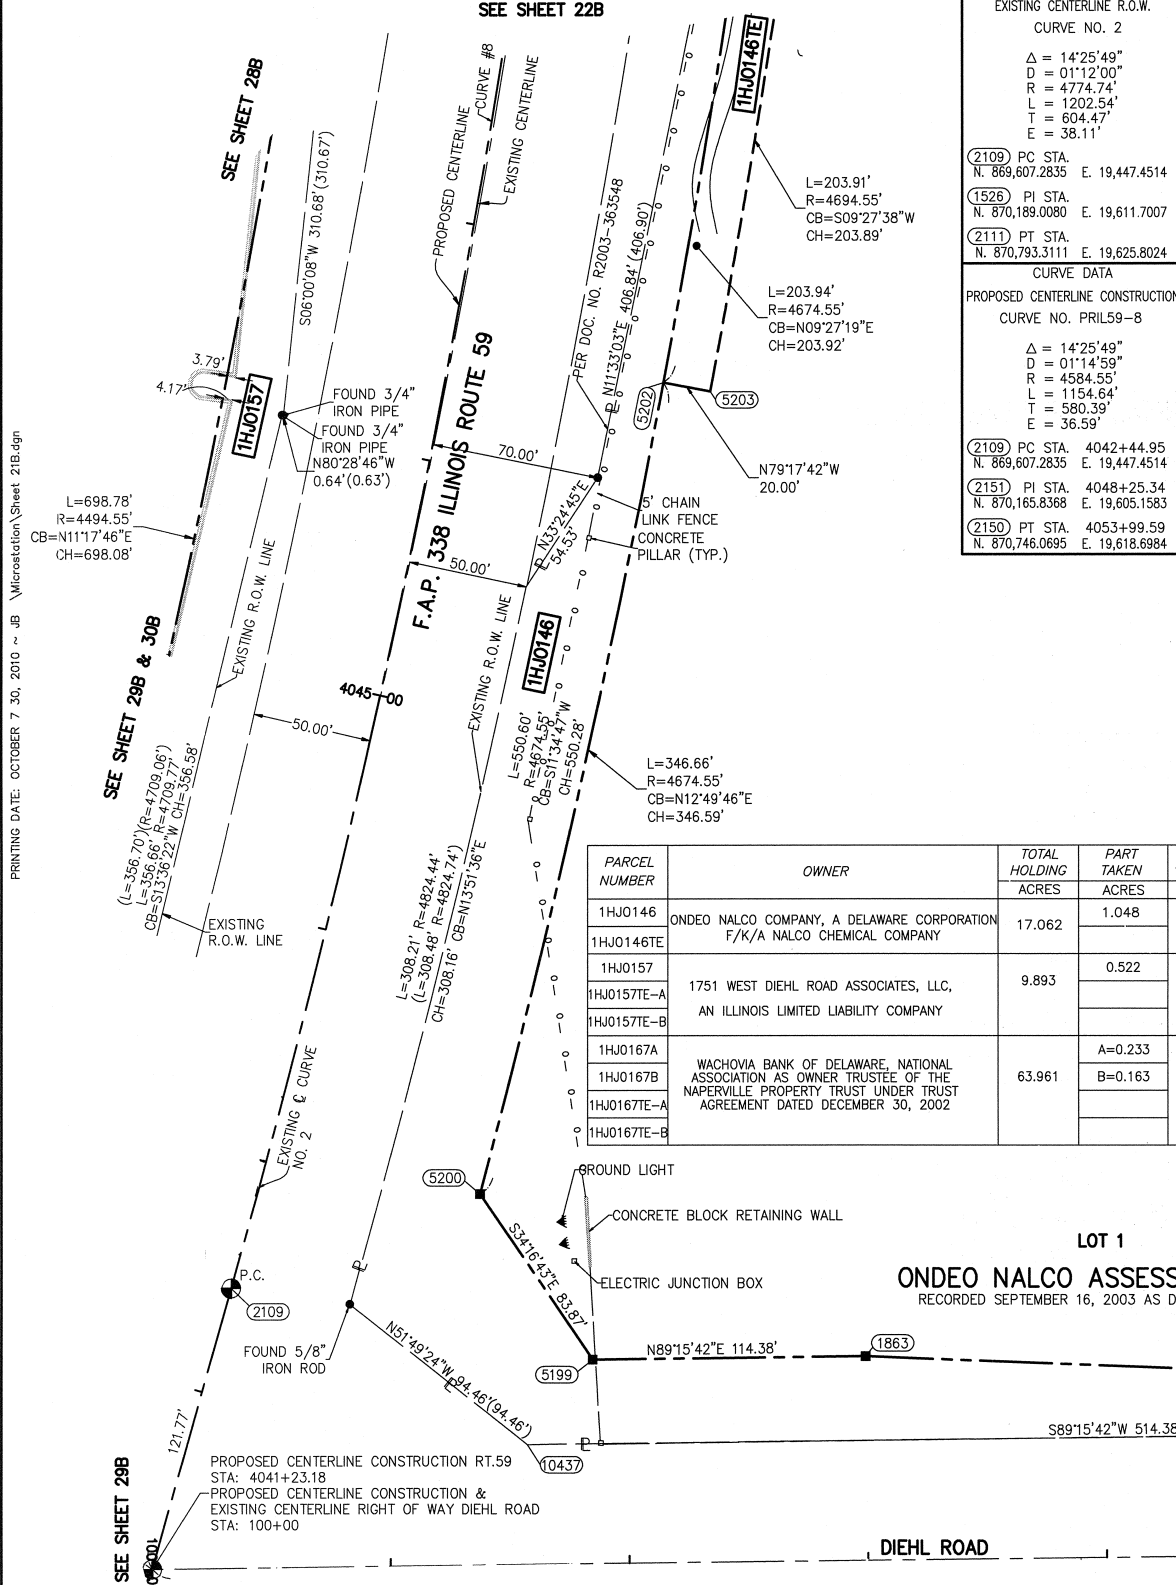 SEE SHEET 22B
SEE SHEET 28B
S06°00'08"W 310.68'(310.67')
PROPOSED CENTERLINE
CURVE #8
EXISTING CENTERLINE
PER DOC. NO. R2003-363548
N11°33'03"E 406.84' (406.90')
1HJ0146TE
L=203.91'
R=4694.55'
CB=S09°27'38"W
CH=203.89'
L=203.94'
R=4674.55'
CB=N09°27'19"E
CH=203.92'
5202
5203
N79°17'42"W
20.00'
3.79'
4.17'
1HJ0157
FOUND 3/4"
IRON PIPE
FOUND 3/4"
IRON PIPE
N80°28'46"W
0.64'(0.63')
F.A.P. 338 ILLINOIS ROUTE 59
70.00'
N33°24'45"E
54.53'
5' CHAIN
LINK FENCE
CONCRETE
PILLAR (TYP.)
L=698.78'
R=4494.55'
CB=N11°17'46"E
CH=698.08'
50.00'
EXISTING R.O.W. LINE
SEE SHEET 29B & 30B
4045+00
50.00'
EXISTING R.O.W. LINE
1HJ0146
L=550.60'
R=4674.55'
CB=S11°34'47"W
CH=550.28'
L=346.66'
R=4674.55'
CB=N12°49'46"E
CH=346.59'
(L=356.70')(R=4709.06')
L=356.66' R=4709.77'
CB=S13°36'22"W CH=356.58'
EXISTING
R.O.W. LINE
L=308.21' R=4824.44'
(L=308.48' R=4824.74')
CH=308.16' CB=N13°51'36"E
EXISTING ℄ CURVE
NO. 2
5200
GROUND LIGHT
CONCRETE BLOCK RETAINING WALL
ELECTRIC JUNCTION BOX
S34°16'43"E 83.87'
P.C.
2109
FOUND 5/8"
IRON ROD
N51°49'24"W 94.46'(94.46')
5199
N89°15'42"E 114.38'
1863
S89°15'42"W 514.38
10437
121.77'
PROPOSED CENTERLINE CONSTRUCTION RT.59
STA: 4041+23.18
PROPOSED CENTERLINE CONSTRUCTION &
EXISTING CENTERLINE RIGHT OF WAY DIEHL ROAD
STA: 100+00
SEE SHEET 29B
DIEHL ROAD
LOT 1
ONDEO NALCO ASSESS
RECORDED SEPTEMBER 16, 2003 AS D
EXISTING CENTERLINE R.O.W.
CURVE NO. 2
Δ = 14°25'49"
D = 01°12'00"
R = 4774.74'
L = 1202.54'
T = 604.47'
E = 38.11'
2109 PC STA.
N. 869,607.2835 E. 19,447.4514
1526 PI STA.
N. 870,189.0080 E. 19,611.7007
2111 PT STA.
N. 870,793.3111 E. 19,625.8024
CURVE DATA
PROPOSED CENTERLINE CONSTRUCTION
CURVE NO. PRIL59-8
Δ = 14°25'49"
D = 01°14'59"
R = 4584.55'
L = 1154.64'
T = 580.39'
E = 36.59'
2109 PC STA. 4042+44.95
N. 869,607.2835 E. 19,447.4514
2151 PI STA. 4048+25.34
N. 870,165.8368 E. 19,605.1583
2150 PT STA. 4053+99.59
N. 870,746.0695 E. 19,618.6984
PARCEL NUMBER OWNER TOTAL HOLDING PART TAKEN
ACRES ACRES
1HJ0146 ONDEO NALCO COMPANY, A DELAWARE CORPORATION 17.062 1.048
1HJ0146TE F/K/A NALCO CHEMICAL COMPANY
1HJ0157 1751 WEST DIEHL ROAD ASSOCIATES, LLC, 9.893 0.522
1HJ0157TE-A AN ILLINOIS LIMITED LIABILITY COMPANY
1HJ0157TE-B
1HJ0167A WACHOVIA BANK OF DELAWARE, NATIONAL A=0.233
1HJ0167B ASSOCIATION AS OWNER TRUSTEE OF THE 63.961 B=0.163
1HJ0167TE-A NAPERVILLE PROPERTY TRUST UNDER TRUST
1HJ0167TE-B AGREEMENT DATED DECEMBER 30, 2002
PRINTING DATE: OCTOBER 7 30, 2010 ~ JB \Microstation\Sheet 21B.dgn